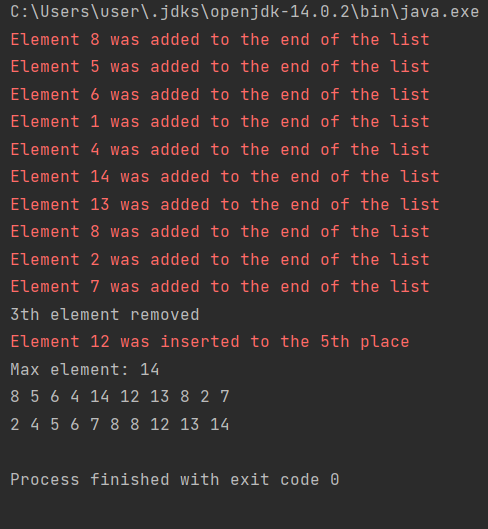 C:\Users\user\.jdks\openjdk-14.0.2\bin\java.exe
Element 8 was added to the end of the list
Element 5 was added to the end of the list
Element 6 was added to the end of the list
Element 1 was added to the end of the list
Element 4 was added to the end of the list
Element 14 was added to the end of the list
Element 13 was added to the end of the list
Element 8 was added to the end of the list
Element 2 was added to the end of the list
Element 7 was added to the end of the list
3th element removed
Element 12 was inserted to the 5th place
Max element: 14
8 5 6 4 14 12 13 8 2 7
2 4 5 6 7 8 8 12 13 14
Process finished with exit code 0